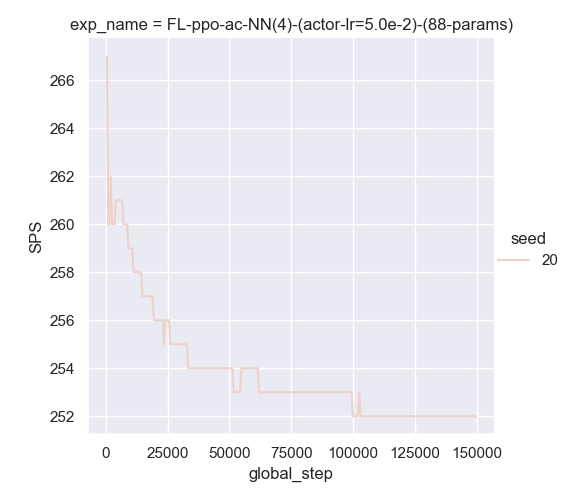 exp_name = FL-ppo-ac-NN(4)-(actor-lr=5.0e-2)-(88-params)
266
264
262
260
258
256
254
252
SPS
seed
20
0 25000 50000 75000 100000 125000 150000
global_step